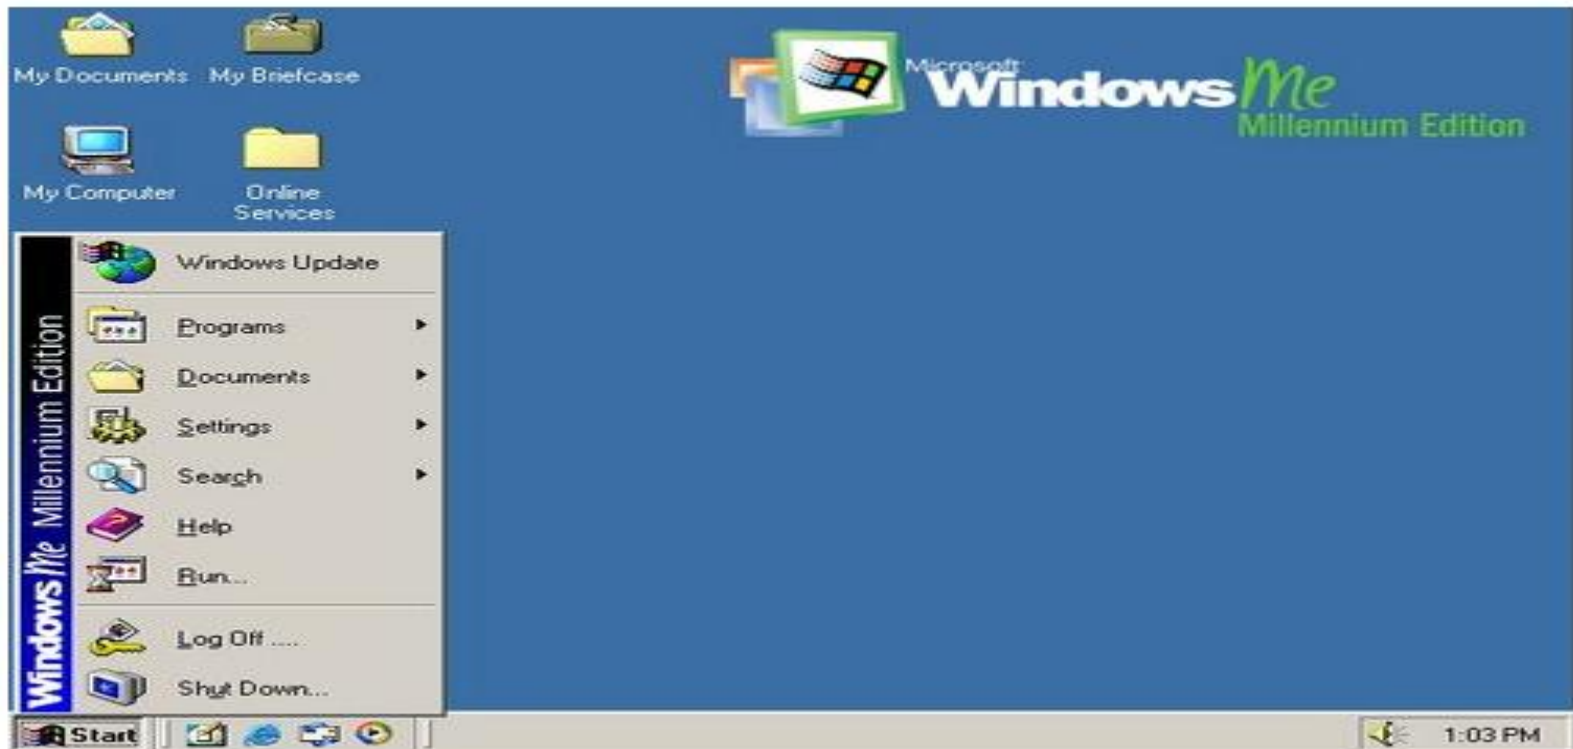 My Documents My Briefcase
Microsoft
Windows Me
Millennium Edition
My Computer Online
Services
Windows Update
Programs
Documents
Settings
Search
Help
Run...
Log Off ....
Shut Down...
Windows Me Millennium Edition
Start
1:03 PM